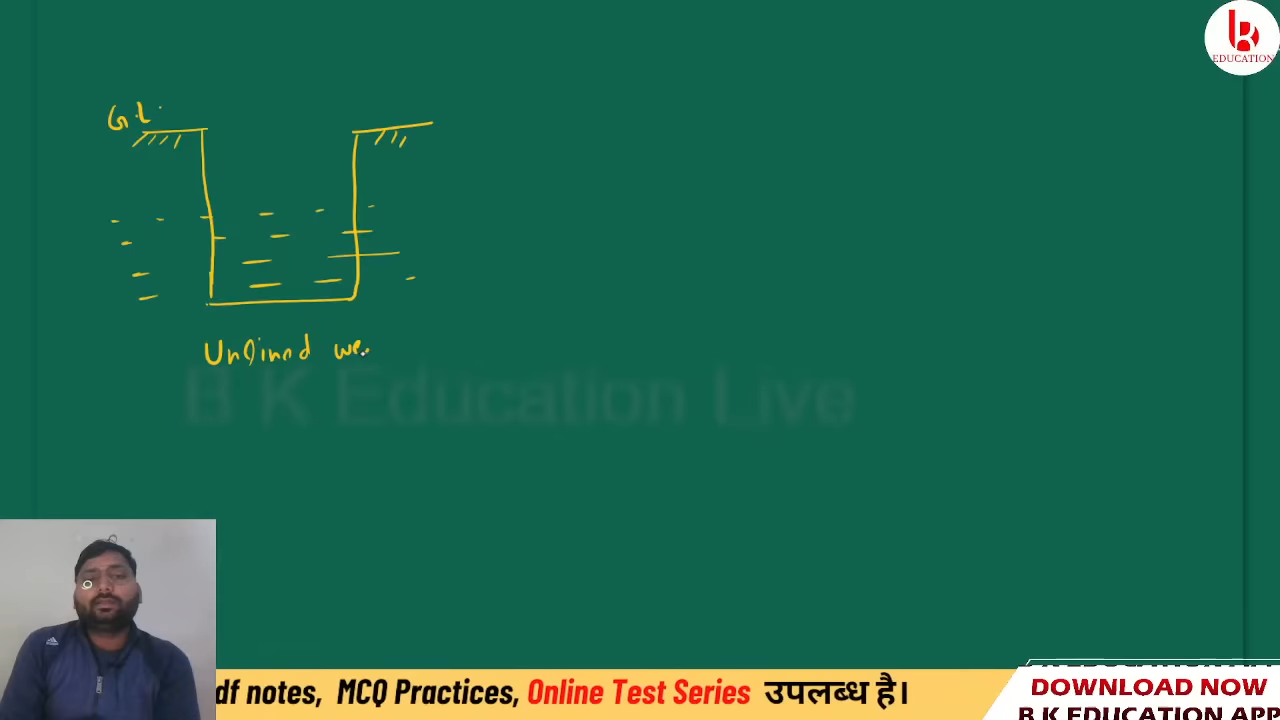 B
EDUCATION
G.L.
Unlined we
B K Education Live
df notes, MCQ Practices, Online Test Series उपलब्ध है।
DOWNLOAD NOW
B K EDUCATION APP